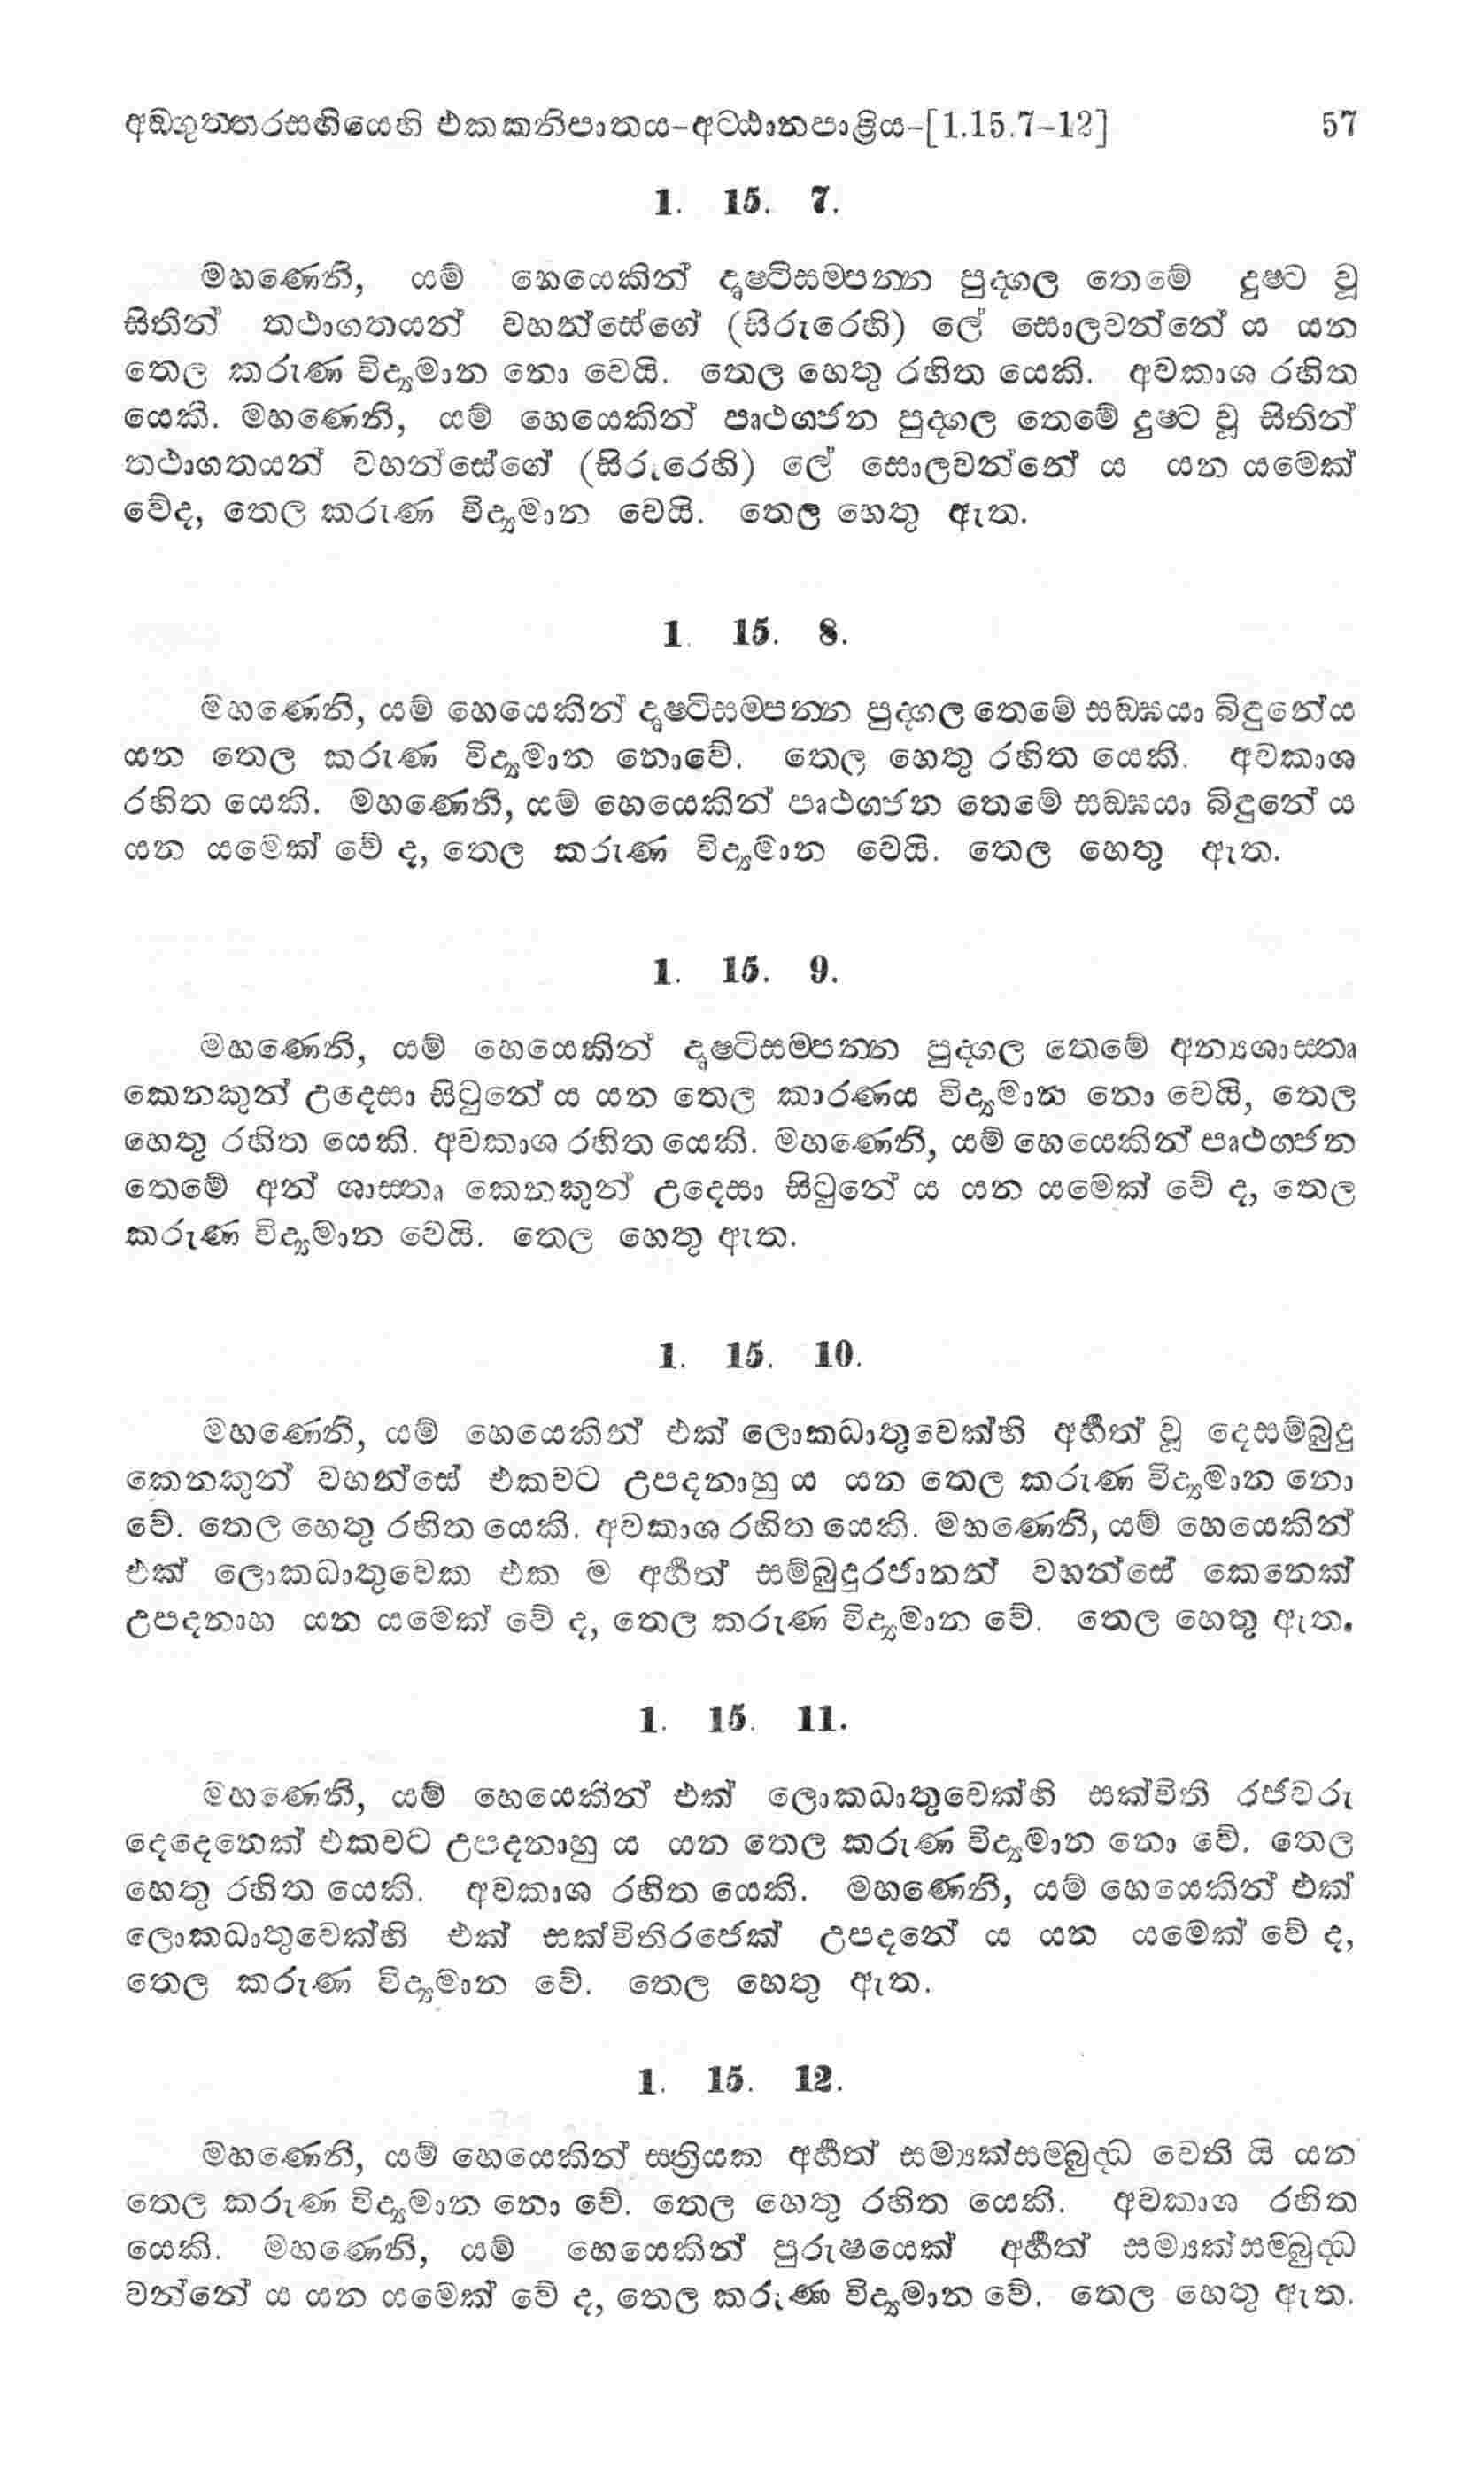 අඞ්ගුත්තරසඟියෙහි එකකනිපාතය-අට්ඨානපාළිය-[1.15.7-12] 57
1. 15. 7.
මහණෙනි, යම් හෙයෙකින් දෘෂ්ටිසම්පන්න පුද්ගල තෙමේ දුෂ්ට වූ
සිතින් තථාගතයන් වහන්සේගේ (සිරුරෙහි) ලේ සොලවන්නේ ය යන
තෙල කරුණ විද්‍යමාන නො වෙයි. තෙල හෙතු රහිත යෙකි. අවකාශ රහිත
යෙකි. මහණෙනි, යම් හෙයෙකින් පෘථග්ජන පුද්ගල තෙමේ දුෂ්ට වූ සිතින්
තථාගතයන් වහන්සේගේ (සිරුරෙහි) ලේ සොලවන්නේ ය යන යමෙක්
වේද, තෙල කරුණ විද්‍යමාන වෙයි. තෙල හෙතු ඇත.
1. 15. 8.
මහණෙනි, යම් හෙයෙකින් දෘෂ්ටිසම්පන්න පුද්ගල තෙමේ සඞ්ඝයා බිඳුනේය
යන තෙල කරුණ විද්‍යමාන නොවේ. තෙල හෙතු රහිත යෙකි. අවකාශ
රහිත යෙකි. මහණෙනි, යම් හෙයෙකින් පෘථග්ජන තෙමේ සඞ්ඝයා බිඳුනේ ය
යන යමෙක් වේ ද, තෙල කරුණ විද්‍යමාන වෙයි. තෙල හෙතු ඇත.
1. 15. 9.
මහණෙනි, යම් හෙයෙකින් දෘෂ්ටිසම්පන්න පුද්ගල තෙමේ අන්‍යශාස්තෘ
කෙනකුන් උදෙසා සිටුනේ ය යන තෙල කාරණය විද්‍යමාන නො වෙයි, තෙල
හෙතු රහිත යෙකි. අවකාශ රහිත යෙකි. මහණෙනි, යම් හෙයෙකින් පෘථග්ජන
තෙමේ අන් ශාස්තෘ කෙනකුන් උදෙසා සිටුනේ ය යන යමෙක් වේ ද, තෙල
කරුණ විද්‍යමාන වෙයි. තෙල හෙතු ඇත.
1. 15. 10.
මහණෙනි, යම් හෙයෙකින් එක් ලොකධාතුවෙක්හි අර්‍හත් වූ දෙසම්බුදු
කෙනකුන් වහන්සේ එකවට උපදනාහු ය යන තෙල කරුණ විද්‍යමාන නො
වේ. තෙල හෙතු රහිත යෙකි. අවකාශ රහිත යෙකි. මහණෙනි, යම් හෙයෙකින්
එක් ලොකධාතුවෙක එක ම අර්‍හත් සම්බුදුරජානන් වහන්සේ කෙනෙක්
උපදනාහ යන යමෙක් වේ ද, තෙල කරුණ විද්‍යමාන වේ. තෙල හෙතු ඇත.
1. 15. 11.
මහණෙනි, යම් හෙයෙකින් එක් ලොකධාතුවෙක්හි සක්විති රජවරු
දෙදෙනෙක් එකවට උපදනාහු ය යන තෙල කරුණ විද්‍යමාන නො වේ. තෙල
හෙතු රහිත යෙකි. අවකාශ රහිත යෙකි. මහණෙනි, යම් හෙයෙකින් එක්
ලොකධාතුවෙක්හි එක් සක්විතිරජෙක් උපදනේ ය යන යමෙක් වේ ද,
තෙල කරුණ විද්‍යමාන වේ. තෙල හෙතු ඇත.
1. 15. 12.
මහණෙනි, යම් හෙයෙකින් ස්ත්‍රියක අර්‍හත් සම්‍යක්සම්බුද්ධ වෙති යි යන
තෙල කරුණ විද්‍යමාන නො වේ. තෙල හෙතු රහිත යෙකි. අවකාශ රහිත
යෙකි. මහණෙනි, යම් හෙයෙකින් පුරුෂයෙක් අර්‍හත් සම්‍යක්සම්බුද්ධ
වන්නේ ය යන යමෙක් වේ ද, තෙල කරුණ විද්‍යමාන වේ. තෙල හෙතු ඇත.